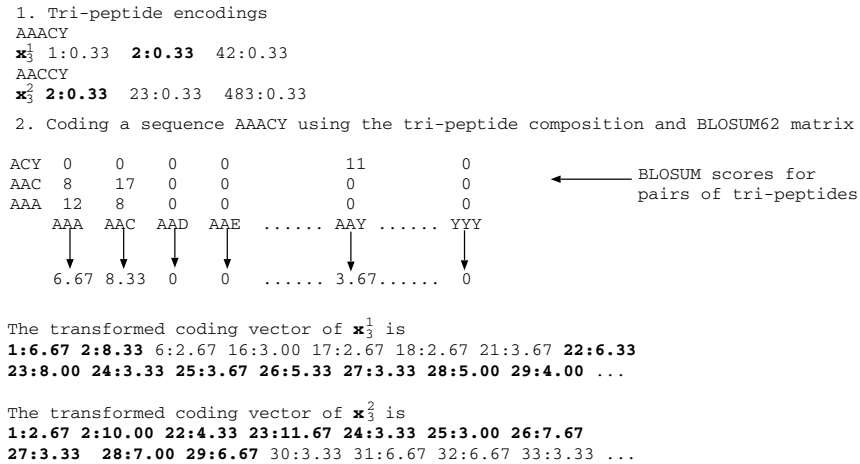 1. Tri-peptide encodings
AAACY
x₃¹ 1:0.33 2:0.33 42:0.33
AACCY
x₃² 2:0.33 23:0.33 483:0.33
2. Coding a sequence AAACY using the tri-peptide composition and BLOSUM62 matrix
ACY 0 0 0 0 11 0
AAC 8 17 0 0 0 0
AAA 12 8 0 0 0 0
BLOSUM scores for
pairs of tri-peptides
AAA AAC AAD AAE ...... AAY ...... YYY
6.67 8.33 0 0 ...... 3.67...... 0
The transformed coding vector of x₃¹ is
1:6.67 2:8.33 6:2.67 16:3.00 17:2.67 18:2.67 21:3.67 22:6.33
23:8.00 24:3.33 25:3.67 26:5.33 27:3.33 28:5.00 29:4.00 ...
The transformed coding vector of x₃² is
1:2.67 2:10.00 22:4.33 23:11.67 24:3.33 25:3.00 26:7.67
27:3.33 28:7.00 29:6.67 30:3.33 31:6.67 32:6.67 33:3.33 ...